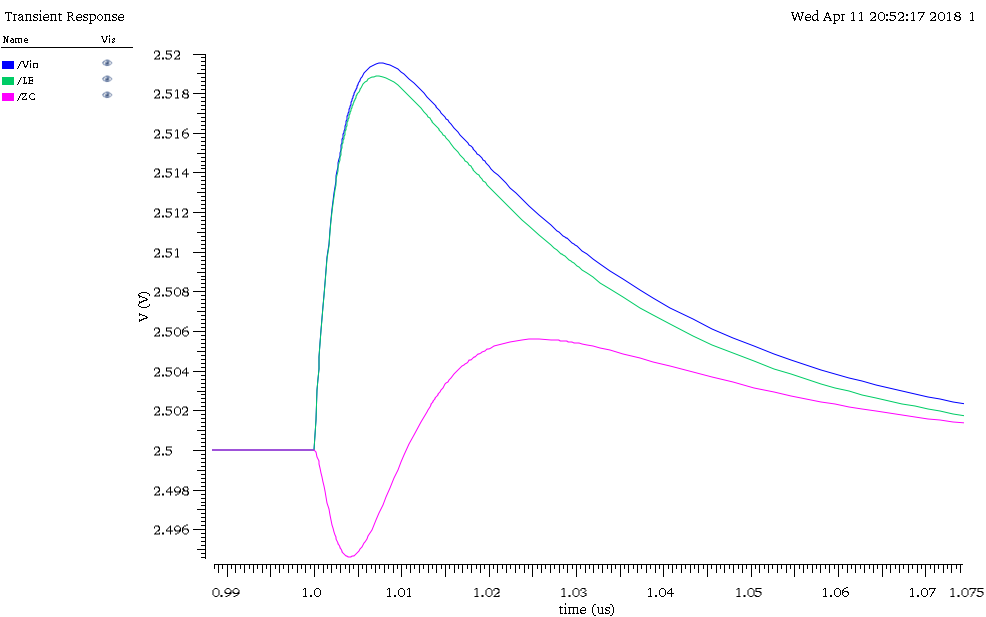 Transient Response
Wed Apr 11 20:52:17 2018 1
Name Vis
/Vin
/LE
/ZC
2.52
2.518
2.516
2.514
2.512
2.51
2.508
2.506
2.504
2.502
2.5
2.498
2.496
V (V)
0.99 1.0 1.01 1.02 1.03 1.04 1.05 1.06 1.07 1.075
time (us)